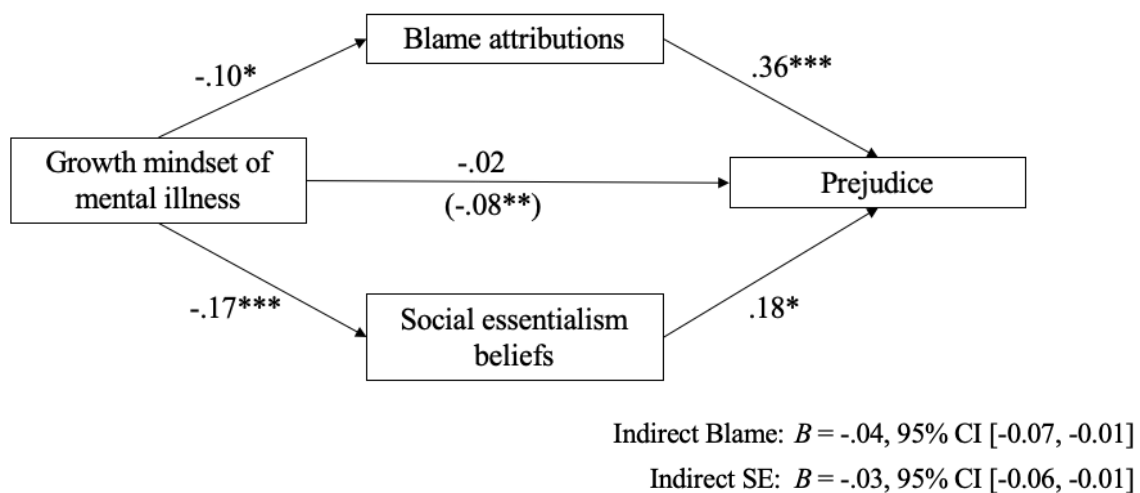 Blame attributions
-.10*
.36***
Growth mindset of
mental illness
-.02
(-.08**)
Prejudice
-.17***
Social essentialism
beliefs
.18*
Indirect Blame: B = -.04, 95% CI [-0.07, -0.01]
Indirect SE: B = -.03, 95% CI [-0.06, -0.01]